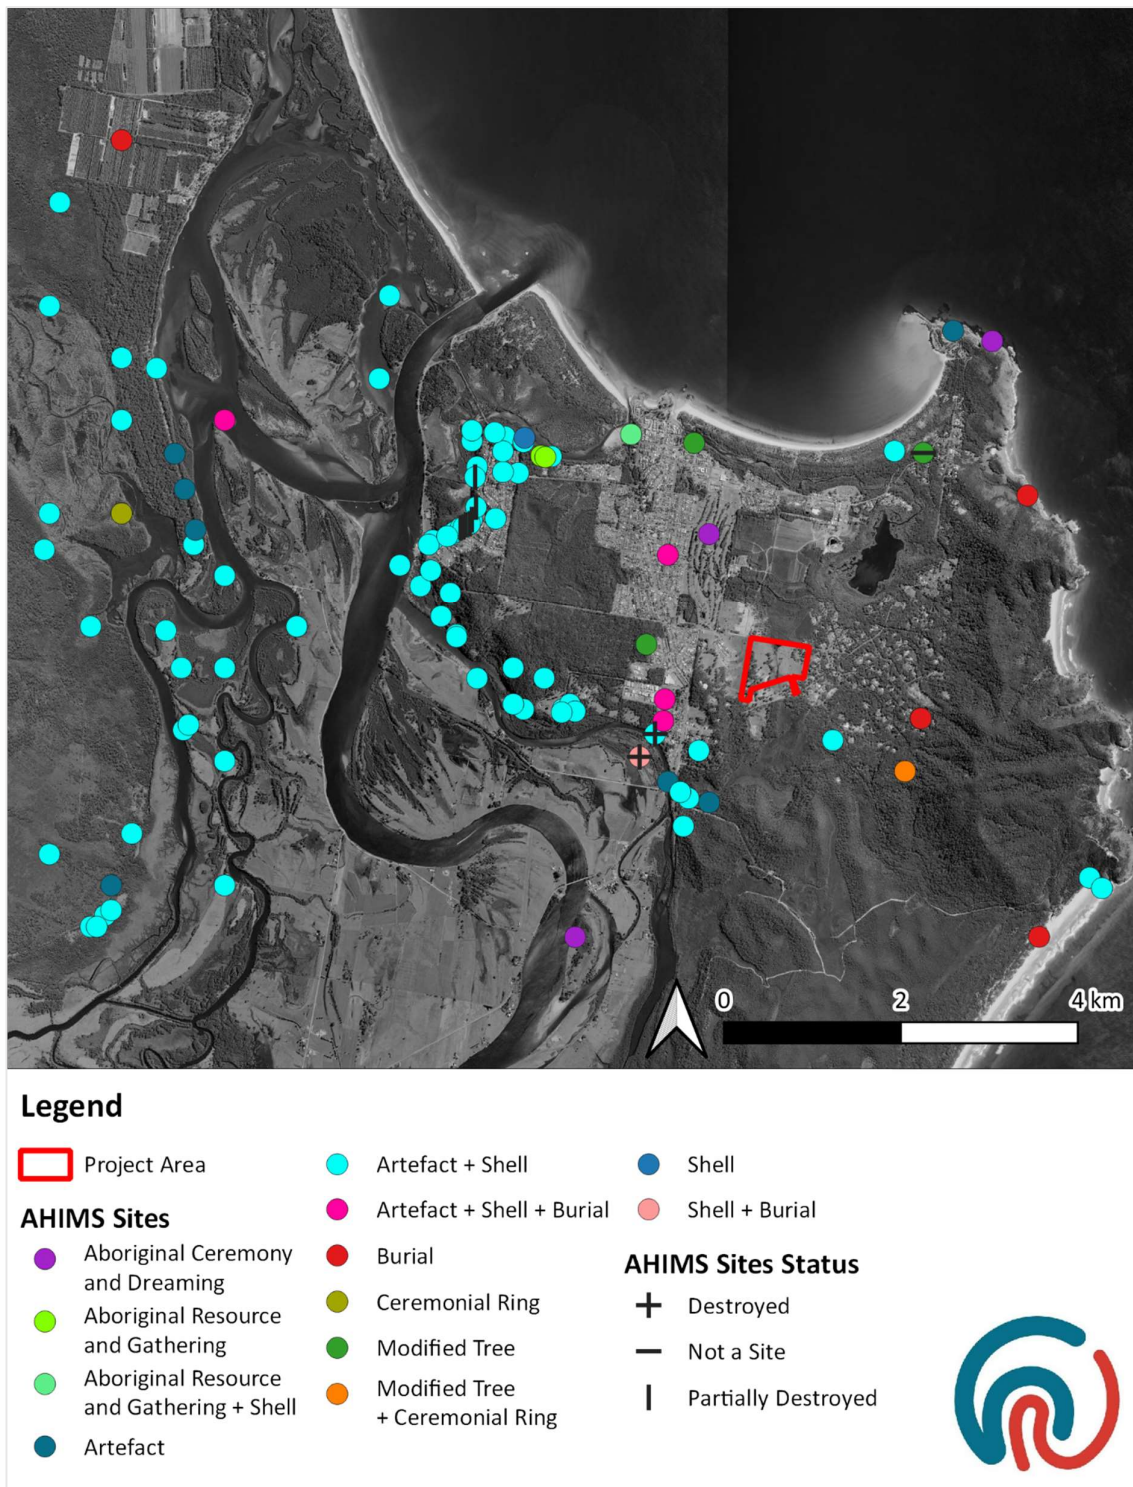 0 2 4 km
Legend
Project Area
AHIMS Sites
Aboriginal Ceremony
and Dreaming
Aboriginal Resource
and Gathering
Aboriginal Resource
and Gathering + Shell
Artefact
Artefact + Shell
Artefact + Shell + Burial
Burial
Ceremonial Ring
Modified Tree
Modified Tree
+ Ceremonial Ring
Shell
Shell + Burial
AHIMS Sites Status
Destroyed
Not a Site
Partially Destroyed